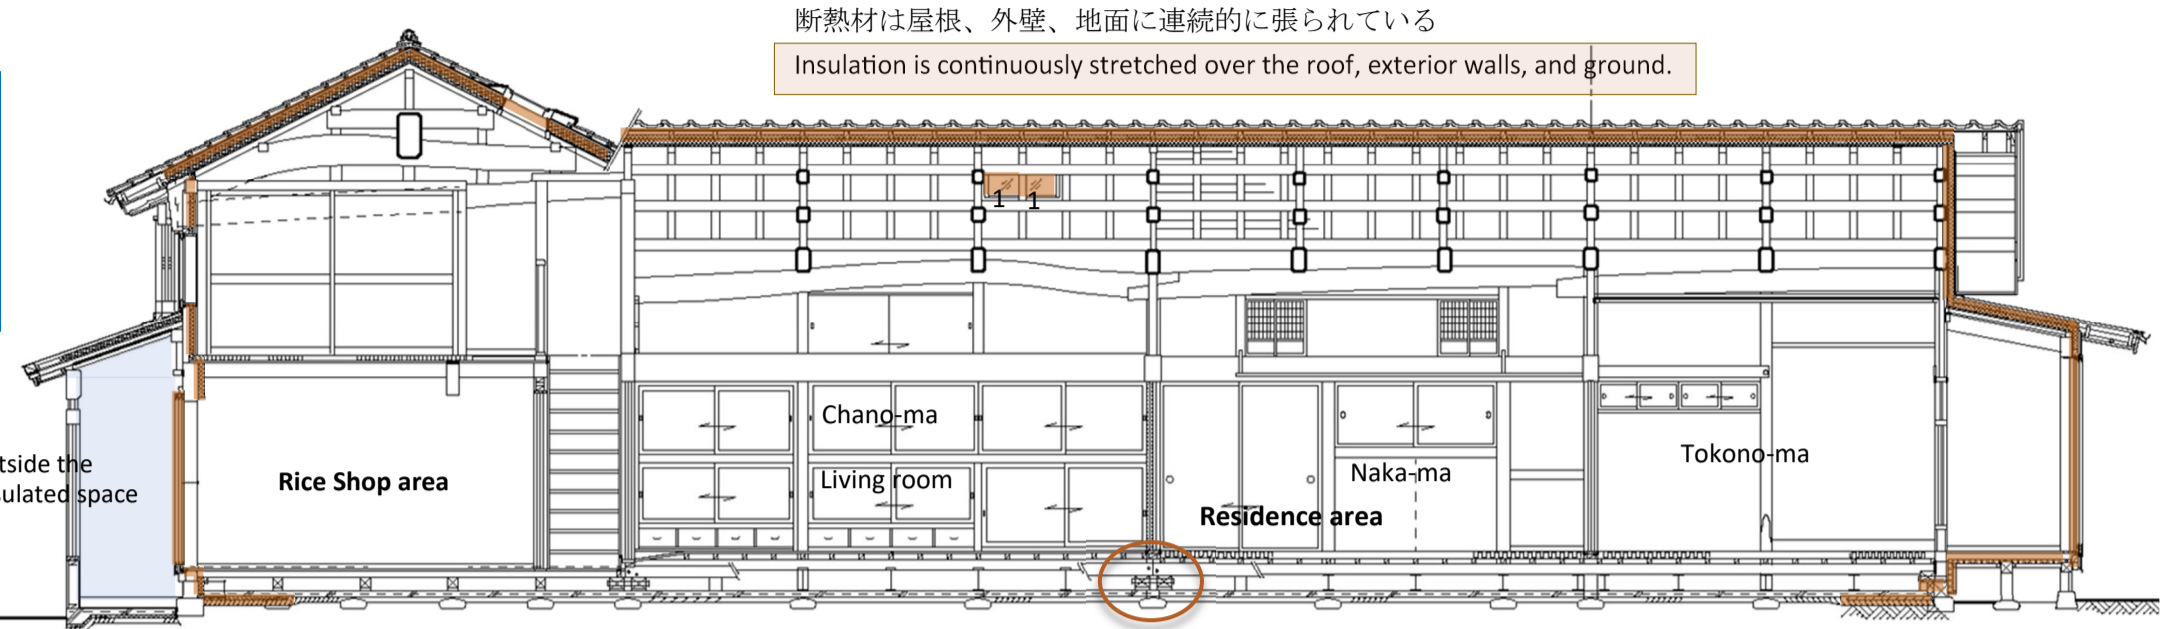 断熱材は屋根、外壁、地面に連続的に張られている
Insulation is continuously stretched over the roof, exterior walls, and ground.
1 1
Chano-ma
Living room
Rice Shop area
Naka-ma
Residence area
Tokono-ma
tside the
sulated space